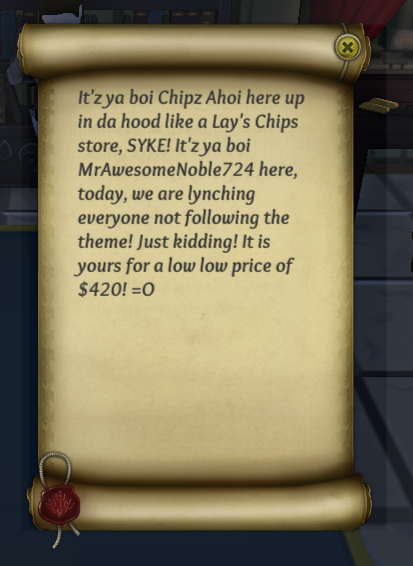 It'z ya boi Chipz Ahoi here up
in da hood like a Lay's Chips
store, SYKE! It'z ya boi
MrAwesomeNoble724 here,
today, we are lynching
everyone not following the
theme! Just kidding! It is
yours for a low low price of
$420! =O